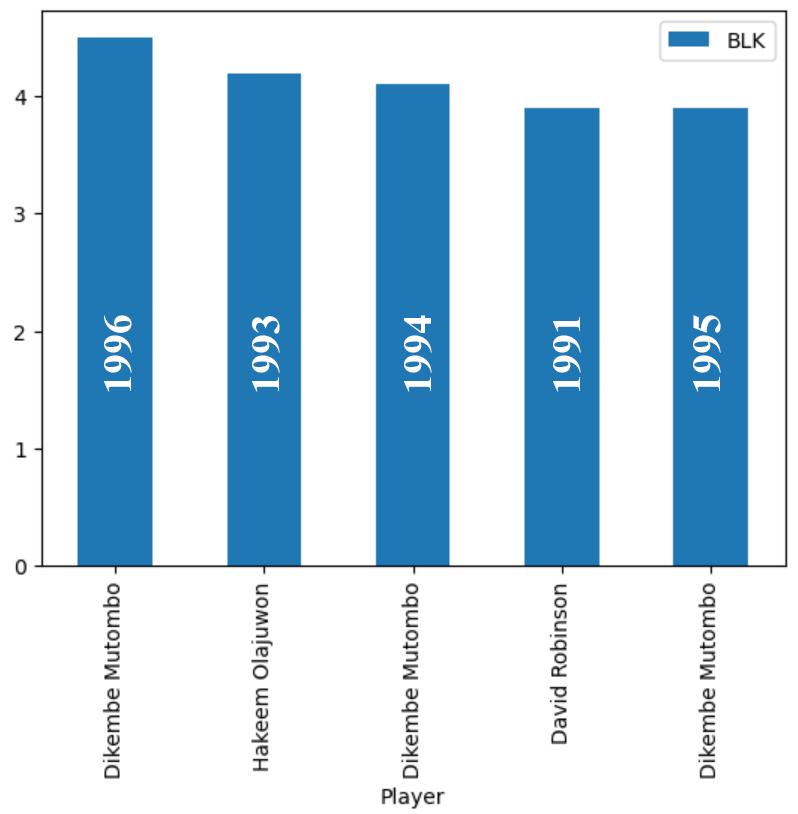 BLK
4
3
2
1
0
1996
1993
1994
1991
1995
Dikembe Mutombo
Hakeem Olajuwon
Dikembe Mutombo
David Robinson
Dikembe Mutombo
Player